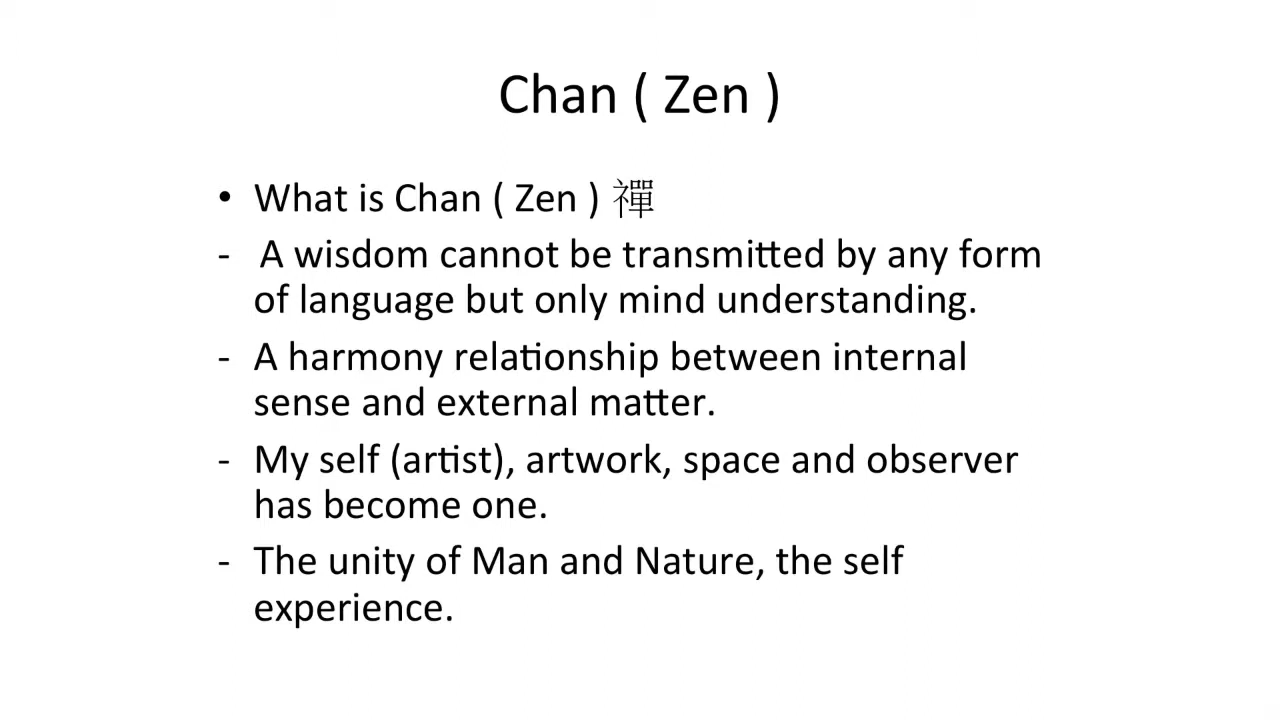 Chan ( Zen )
• What is Chan ( Zen ) 禪
- A wisdom cannot be transmitted by any form
of language but only mind understanding.
- A harmony relationship between internal
sense and external matter.
- My self (artist), artwork, space and observer
has become one.
- The unity of Man and Nature, the self
experience.